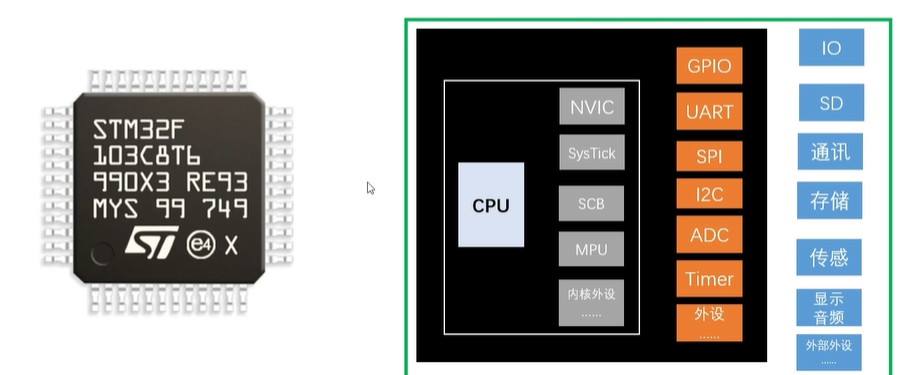 STM32F
103C8T6
990X3 RE93
MYS 99 749
ST e4 X
CPU
NVIC
SysTick
SCB
MPU
内核外设
......
GPIO
UART
SPI
I2C
ADC
Timer
外设
......
IO
SD
通讯
存储
传感
显示
音频
外部外设
......